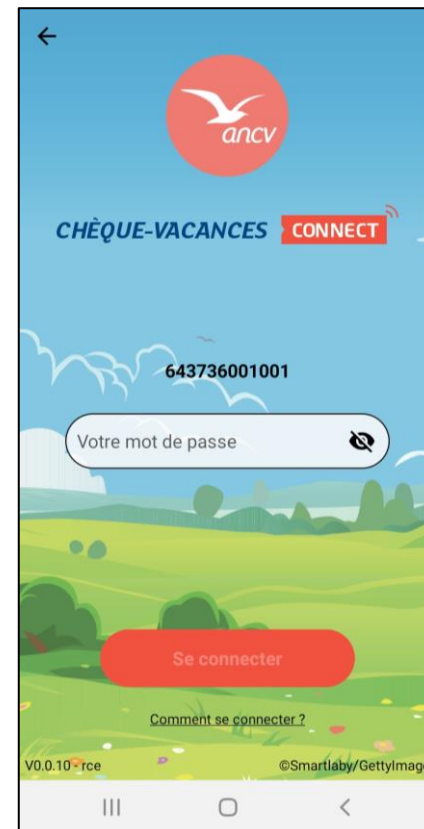 ancv
CHÈQUE-VACANCES CONNECT
643736001001
Votre mot de passe
Se connecter
Comment se connecter ?
V0.0.10 - rce ©Smartlaby/GettyImage